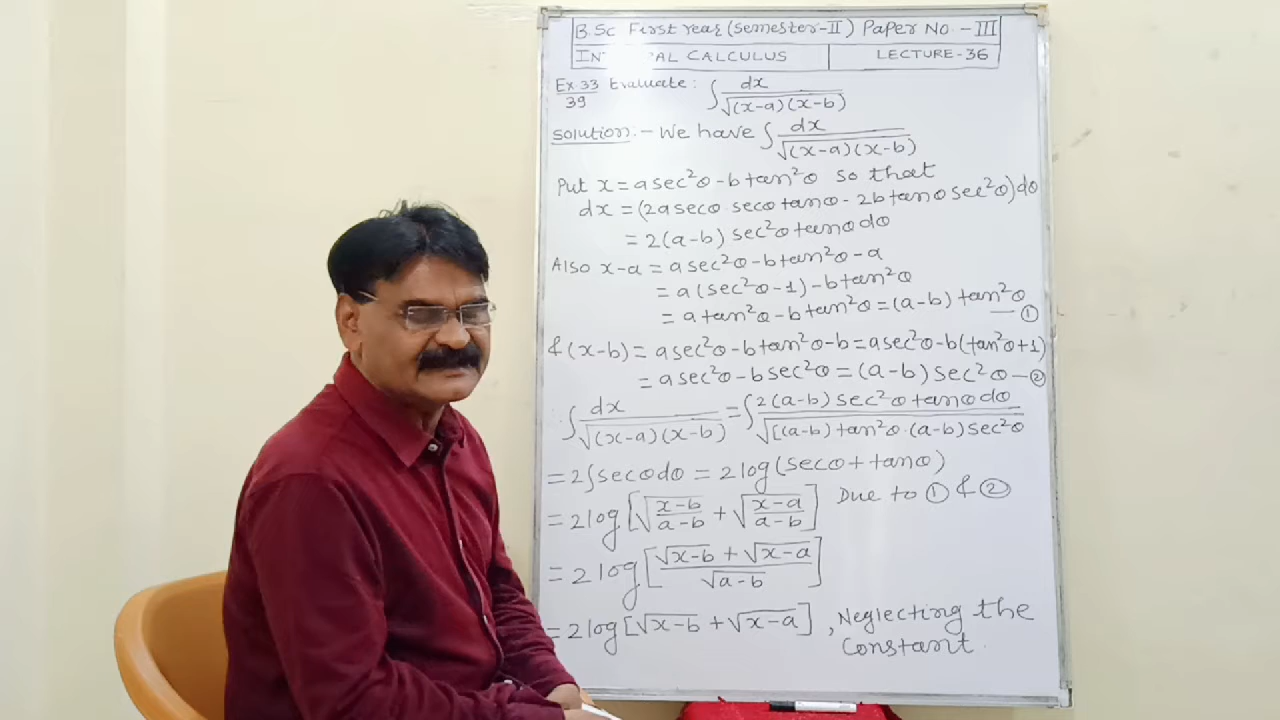 B.Sc First Year (Semester-II) Paper No. - III
IN   AL CALCULUS LECTURE-36
Ex.33/39 Evaluate: ∫ dx/√(x-a)(x-b)
Solution:- We have ∫ dx/√(x-a)(x-b)
Put x = a sec²θ - b tan²θ so that
dx = (2a secθ secθ tanθ - 2b tanθ sec²θ) dθ
= 2(a-b) sec²θ tanθ dθ
Also x-a = a sec²θ - b tan²θ - a
= a(sec²θ - 1) - b tan²θ
= a tan²θ - b tan²θ = (a-b) tan²θ — ①
& (x-b) = a sec²θ - b tan²θ - b = a sec²θ - b(tan²θ + 1)
= a sec²θ - b sec²θ = (a-b) sec²θ — ②
∴ ∫ dx/√(x-a)(x-b) = ∫ 2(a-b) sec²θ tanθ dθ/√[(a-b) tan²θ · (a-b) sec²θ
= 2∫ secθ dθ = 2 log(secθ + tanθ)
= 2 log[√(x-b/a-b) + √(x-a/a-b)] Due to ① & ②
= 2 log[√x-b + √x-a / √a-b]
= 2 log[√x-b + √x-a], Neglecting the
Constant.